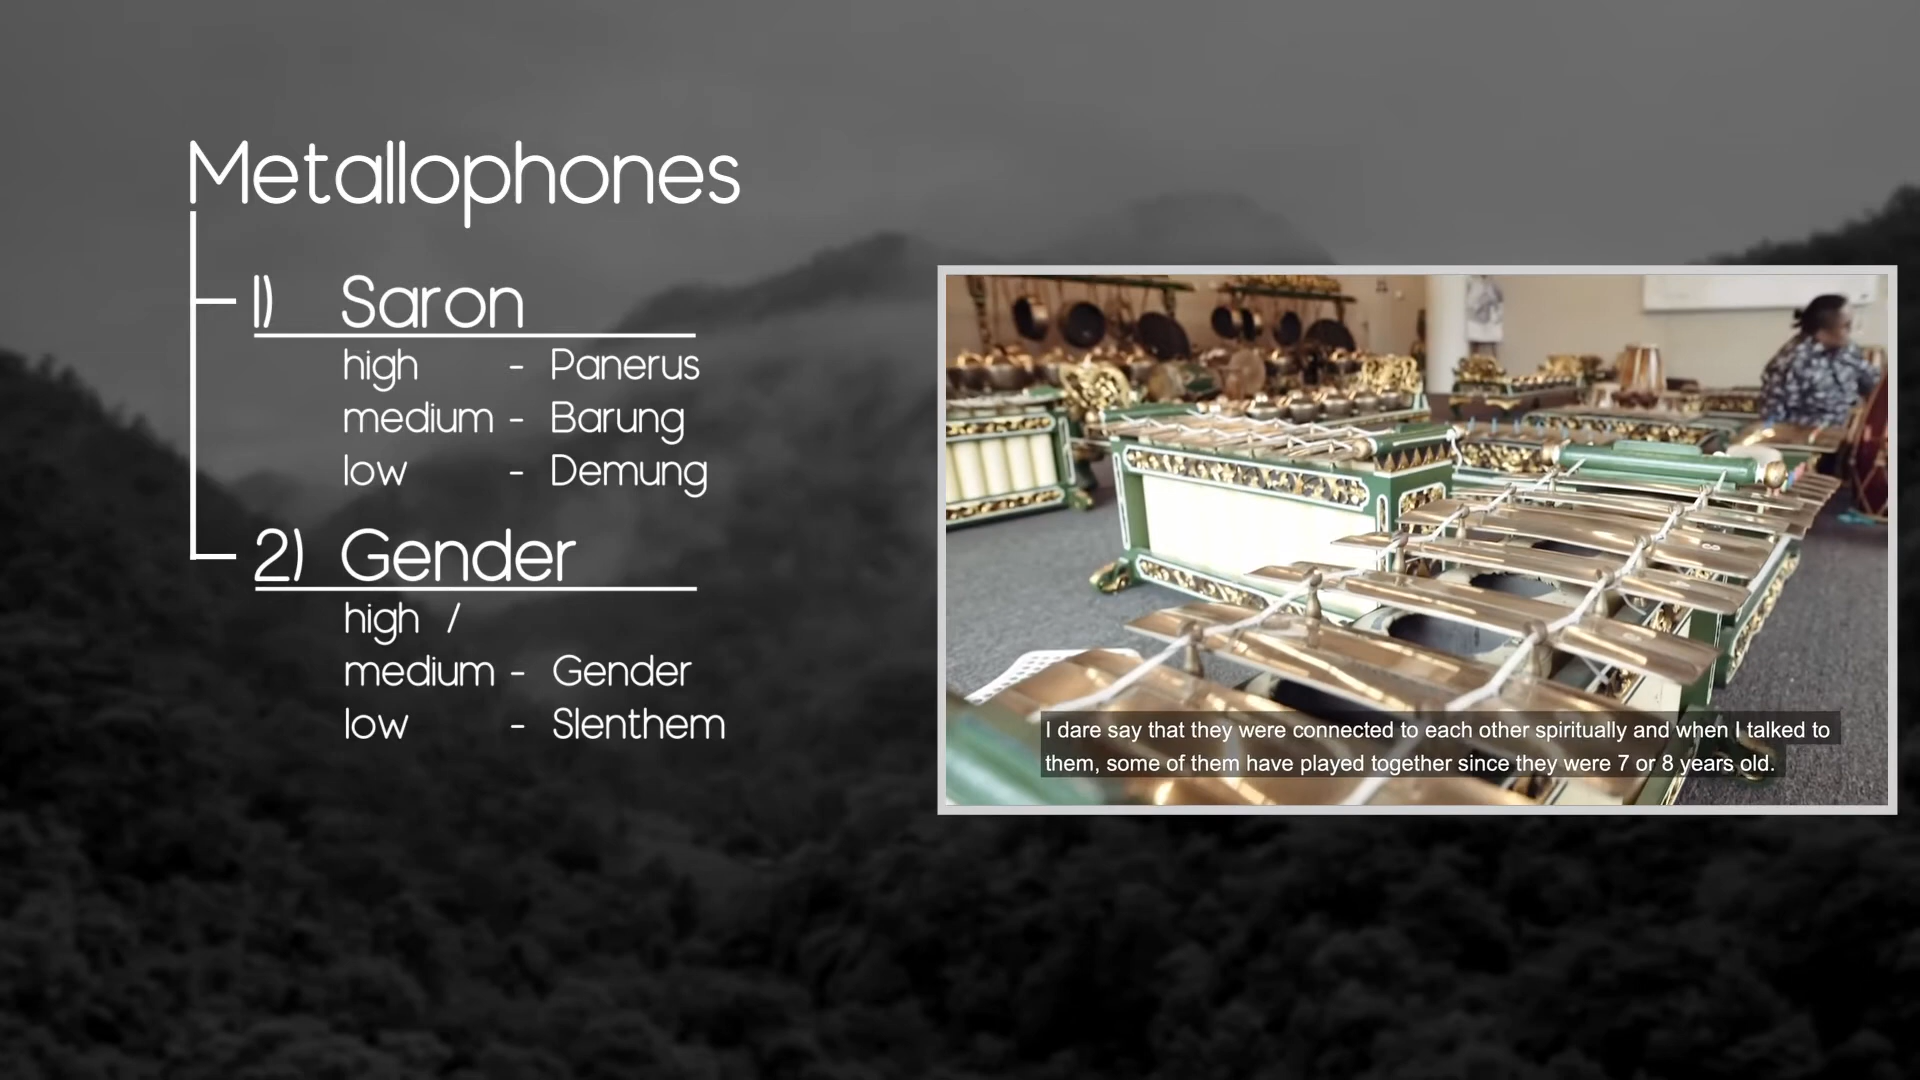 Metallophones
1) Saron
high - Panerus
medium - Barung
low - Demung
2) Gender
high /
medium - Gender
low - Slenthem
I dare say that they were connected to each other spiritually and when I talked to
them, some of them have played together since they were 7 or 8 years old.